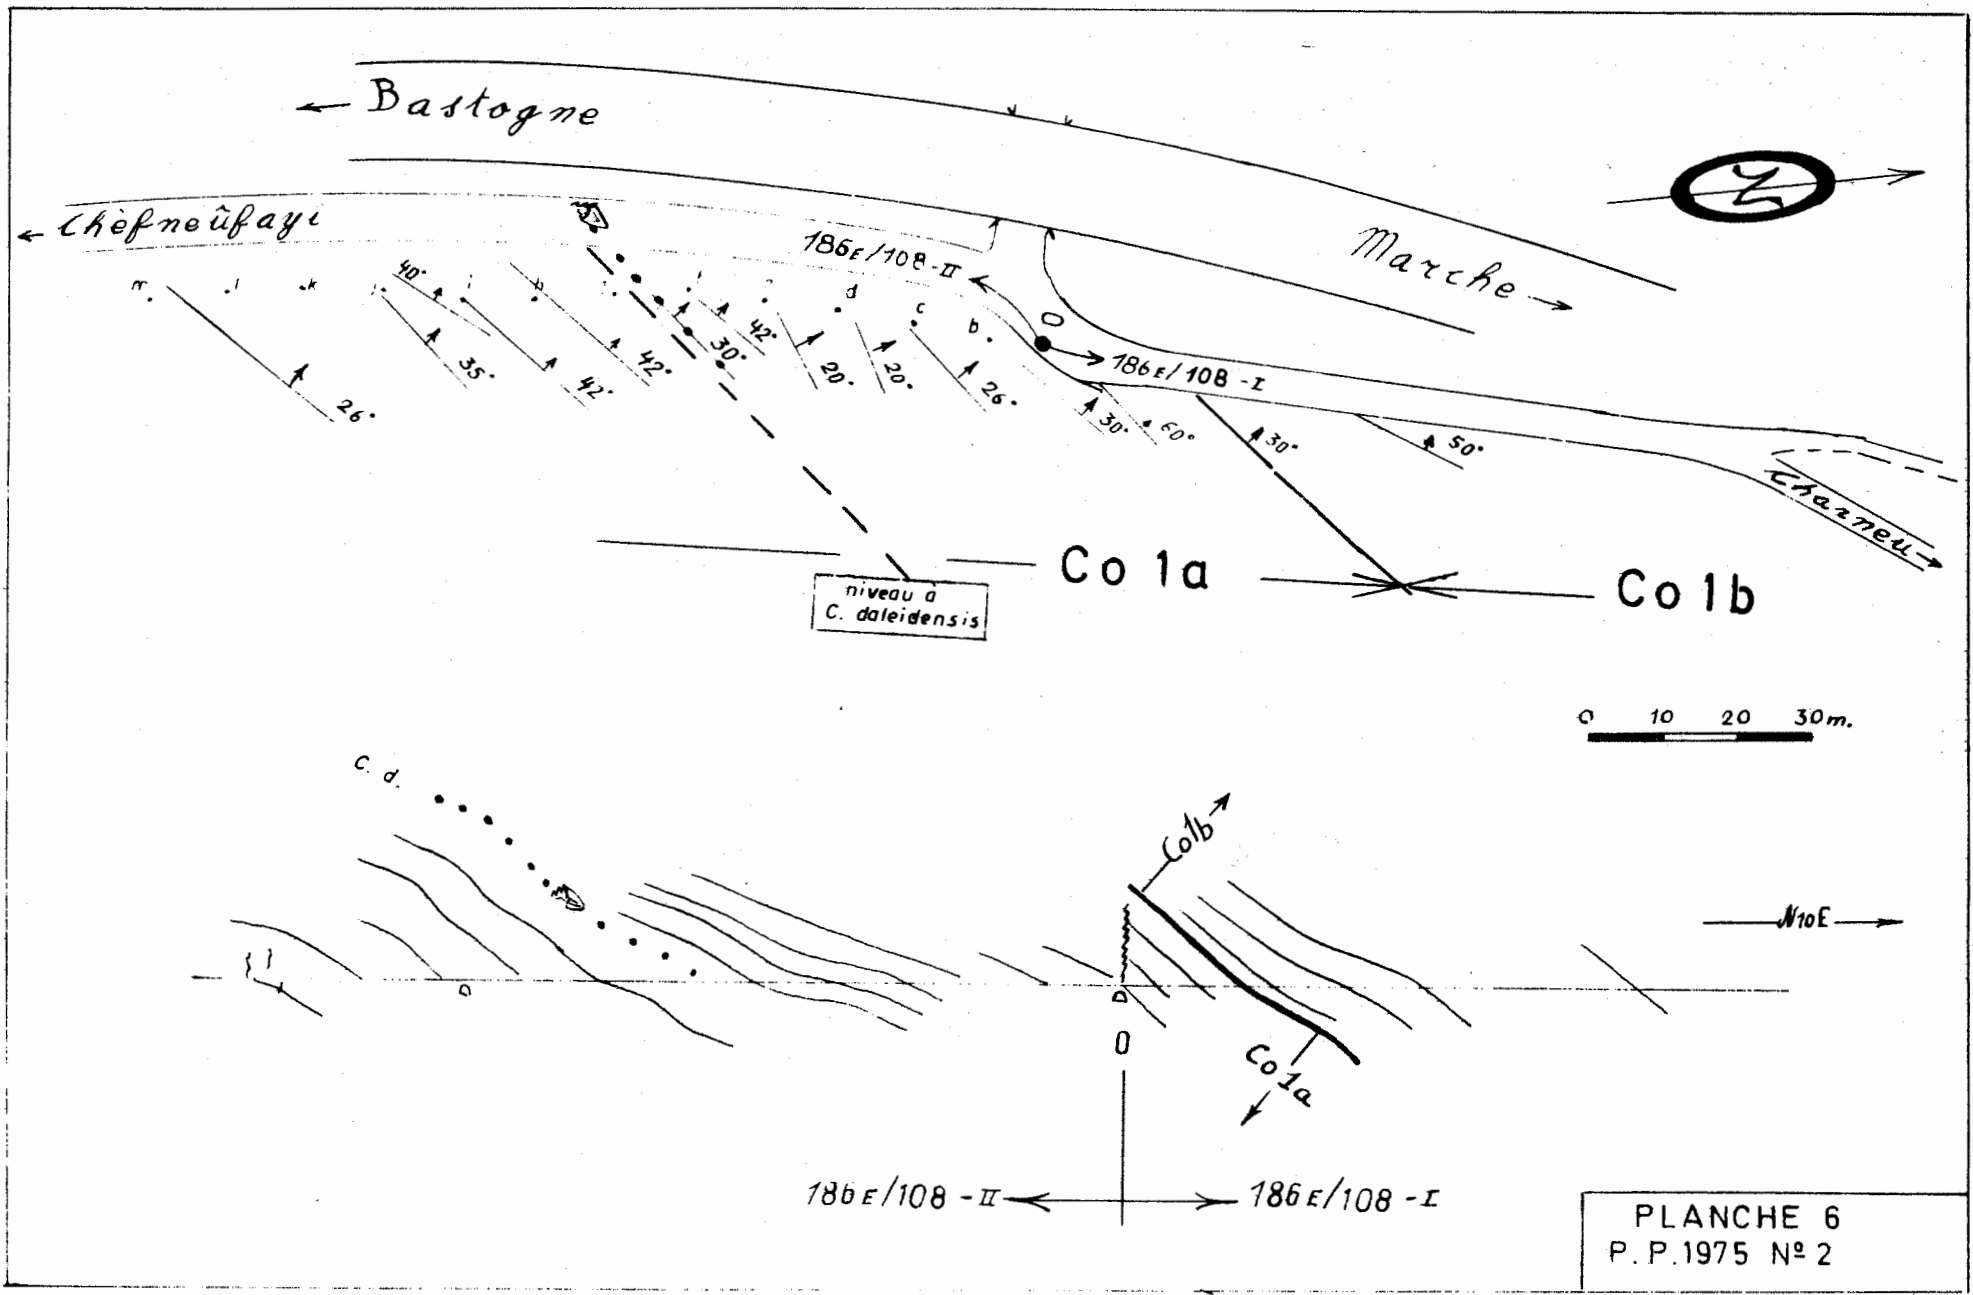 ← Bastogne
← Chèfneûfayi
N
Marche →
186E/108-II
186E/108-I
O
m l k j i h d c b
40°
26°
35°
42°
42°
30°
42°
20°
20°
26°
30°
60°
30°
50°
Charneu →
Co 1a
Co 1b
niveau à
C. daleidensis
0 10 20 30m.
C. d.
Co1b
N10E
Co 1a
O
186E/108-II
186E/108-I
PLANCHE 6
P.P.1975 Nº 2